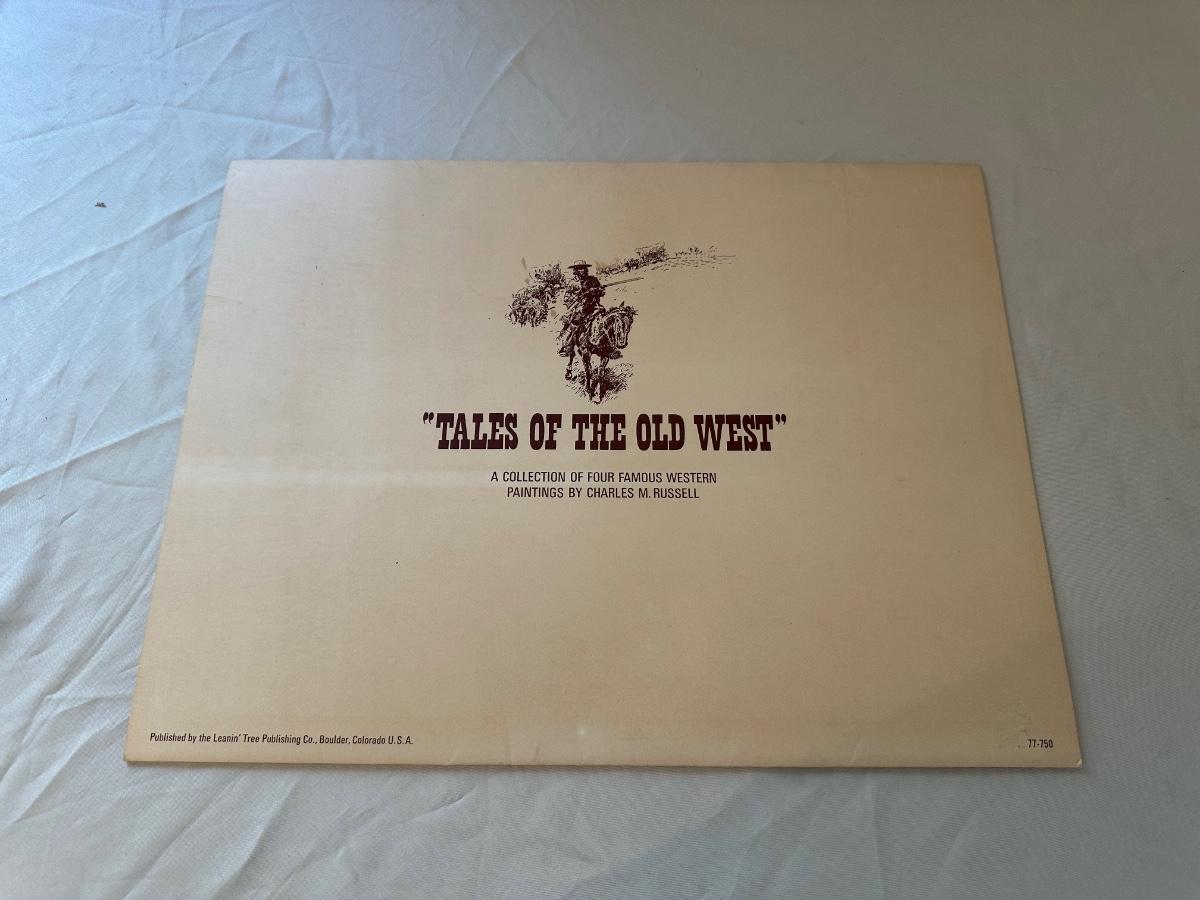 "TALES OF THE OLD WEST"
A COLLECTION OF FOUR FAMOUS WESTERN
PAINTINGS BY CHARLES M. RUSSELL
Published by the Leanin' Tree Publishing Co., Boulder, Colorado U.S.A.
77-750